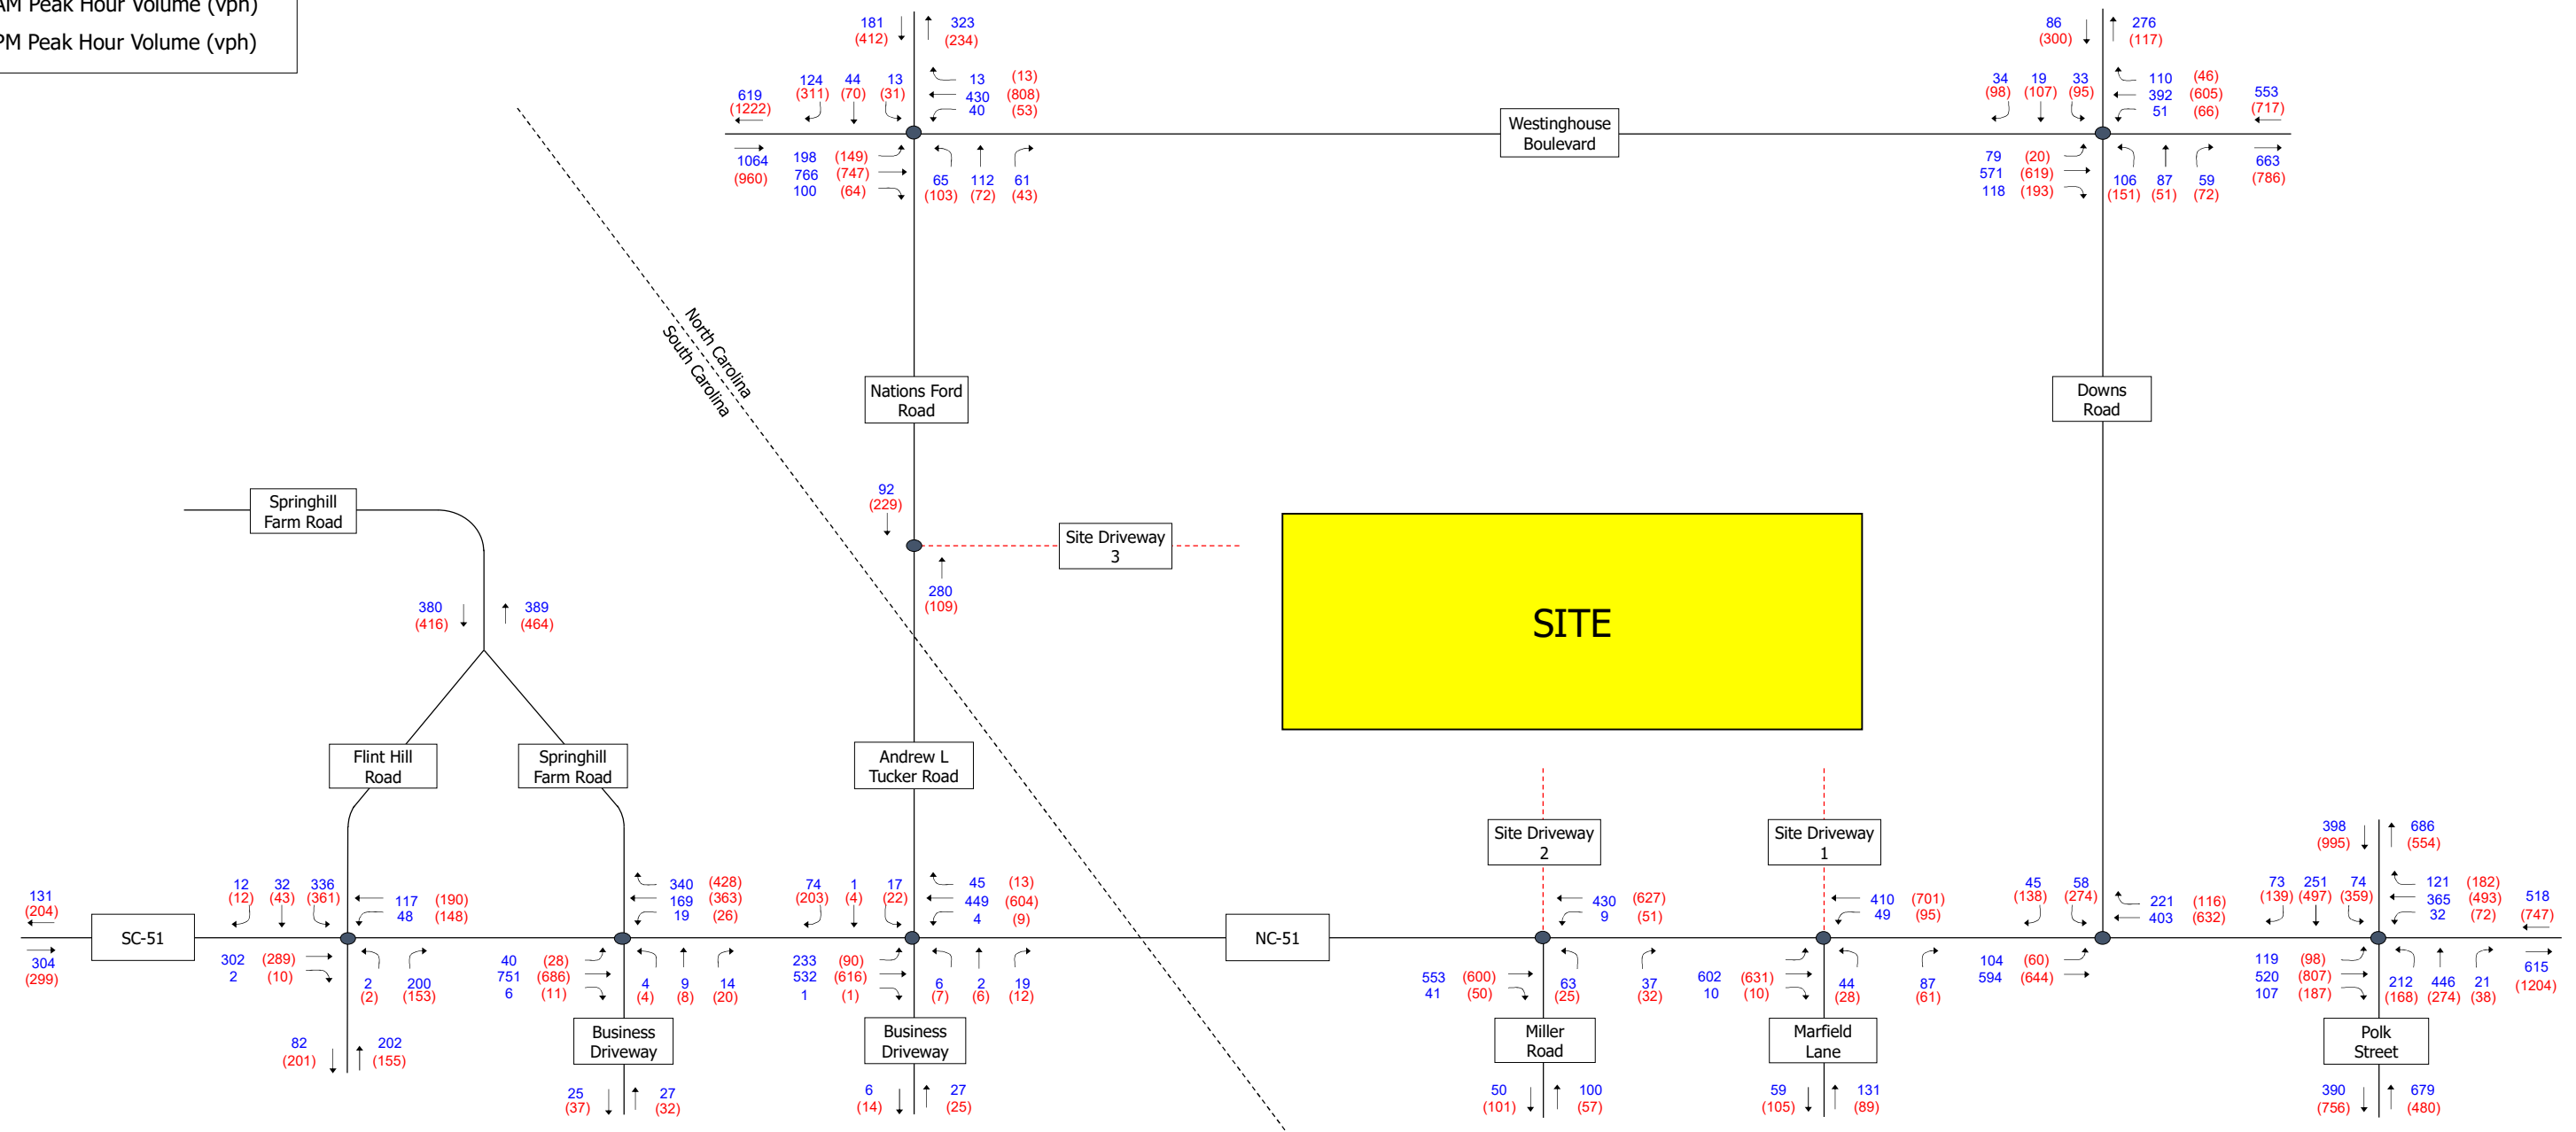 AM Peak Hour Volume (vph)
PM Peak Hour Volume (vph)
181 323
(412) (234)
124 44 13
(311) (70) (31)
13 (13)
430 (808)
40 (53)
619
(1222)
1064
(960)
198 (149)
766 (747)
100 (64)
65 112 61
(103) (72) (43)
Westinghouse
Boulevard
86 276
(300) (117)
34 19 33
(98) (107) (95)
110 (46)
392 (605)
51 (66)
553
(717)
79 (20)
571 (619)
118 (193)
106 87 59
(151) (51) (72)
663
(786)
North Carolina
South Carolina
Nations Ford
Road
Downs
Road
92
(229)
Site Driveway
3
280
(109)
SITE
Springhill
Farm Road
380 389
(416) (464)
Flint Hill
Road
Springhill
Farm Road
Andrew L
Tucker Road
Site Driveway
2
Site Driveway
1
131
(204)
SC-51
304
(299)
12 32 336
(12) (43) (361)
117 (190)
48 (148)
302 (289)
2 (10)
2 200
(2) (153)
82 202
(201) (155)
340 (428)
169 (363)
19 (26)
40 (28)
751 (686)
6 (11)
4 9 14
(4) (8) (20)
Business
Driveway
25 27
(37) (32)
74 1 17
(203) (4) (22)
45 (13)
449 (604)
4 (9)
233 (90)
532 (616)
1 (1)
6 2 19
(7) (6) (12)
Business
Driveway
6 27
(14) (25)
NC-51
430 (627)
9 (51)
553 (600)
41 (50)
63 37
(25) (32)
Miller
Road
50 100
(101) (57)
410 (701)
49 (95)
602 (631)
10 (10)
44 87
(28) (61)
Marfield
Lane
59 131
(105) (89)
45 58
(138) (274)
221 (116)
403 (632)
104 (60)
594 (644)
398 686
(995) (554)
73 251 74
(139) (497) (359)
121 (182)
365 (493)
32 (72)
518
(747)
119 (98)
520 (807)
107 (187)
212 446 21
(168) (274) (38)
615
(1204)
Polk
Street
390 679
(756) (480)